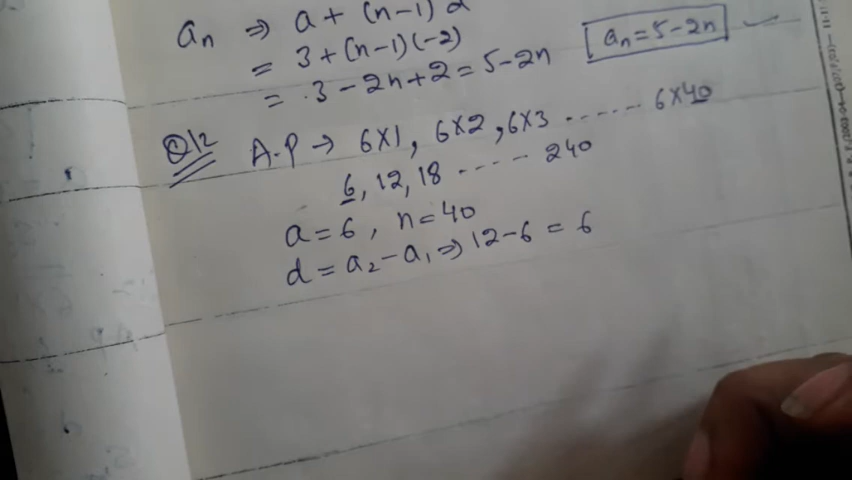 an ⇒ a + (n-1) d
= 3 + (n-1)(-2)
= 3 - 2n + 2 = 5 - 2n
an = 5 - 2n
Q12 A.P → 6×1, 6×2, 6×3 ...... 6×40
6, 12, 18 ---- 240
a = 6, n = 40
d = a2 - a1 ⇒ 12 - 6 = 6